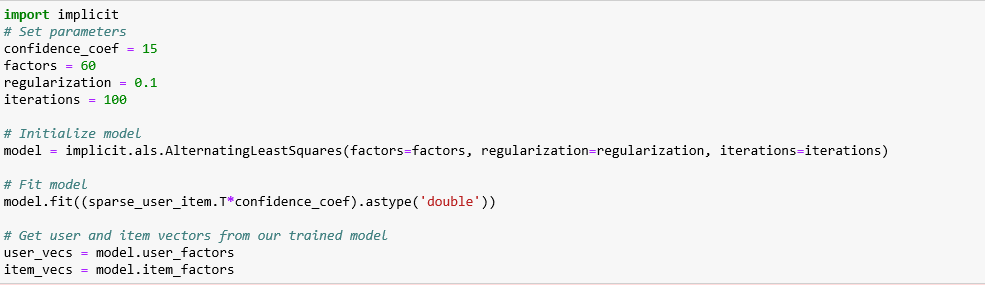 import implicit
# Set parameters
confidence_coef = 15
factors = 60
regularization = 0.1
iterations = 100
# Initialize model
model = implicit.als.AlternatingLeastSquares(factors=factors, regularization=regularization, iterations=iterations)
# Fit model
model.fit((sparse_user_item.T*confidence_coef).astype('double'))
# Get user and item vectors from our trained model
user_vecs = model.user_factors
item_vecs = model.item_factors